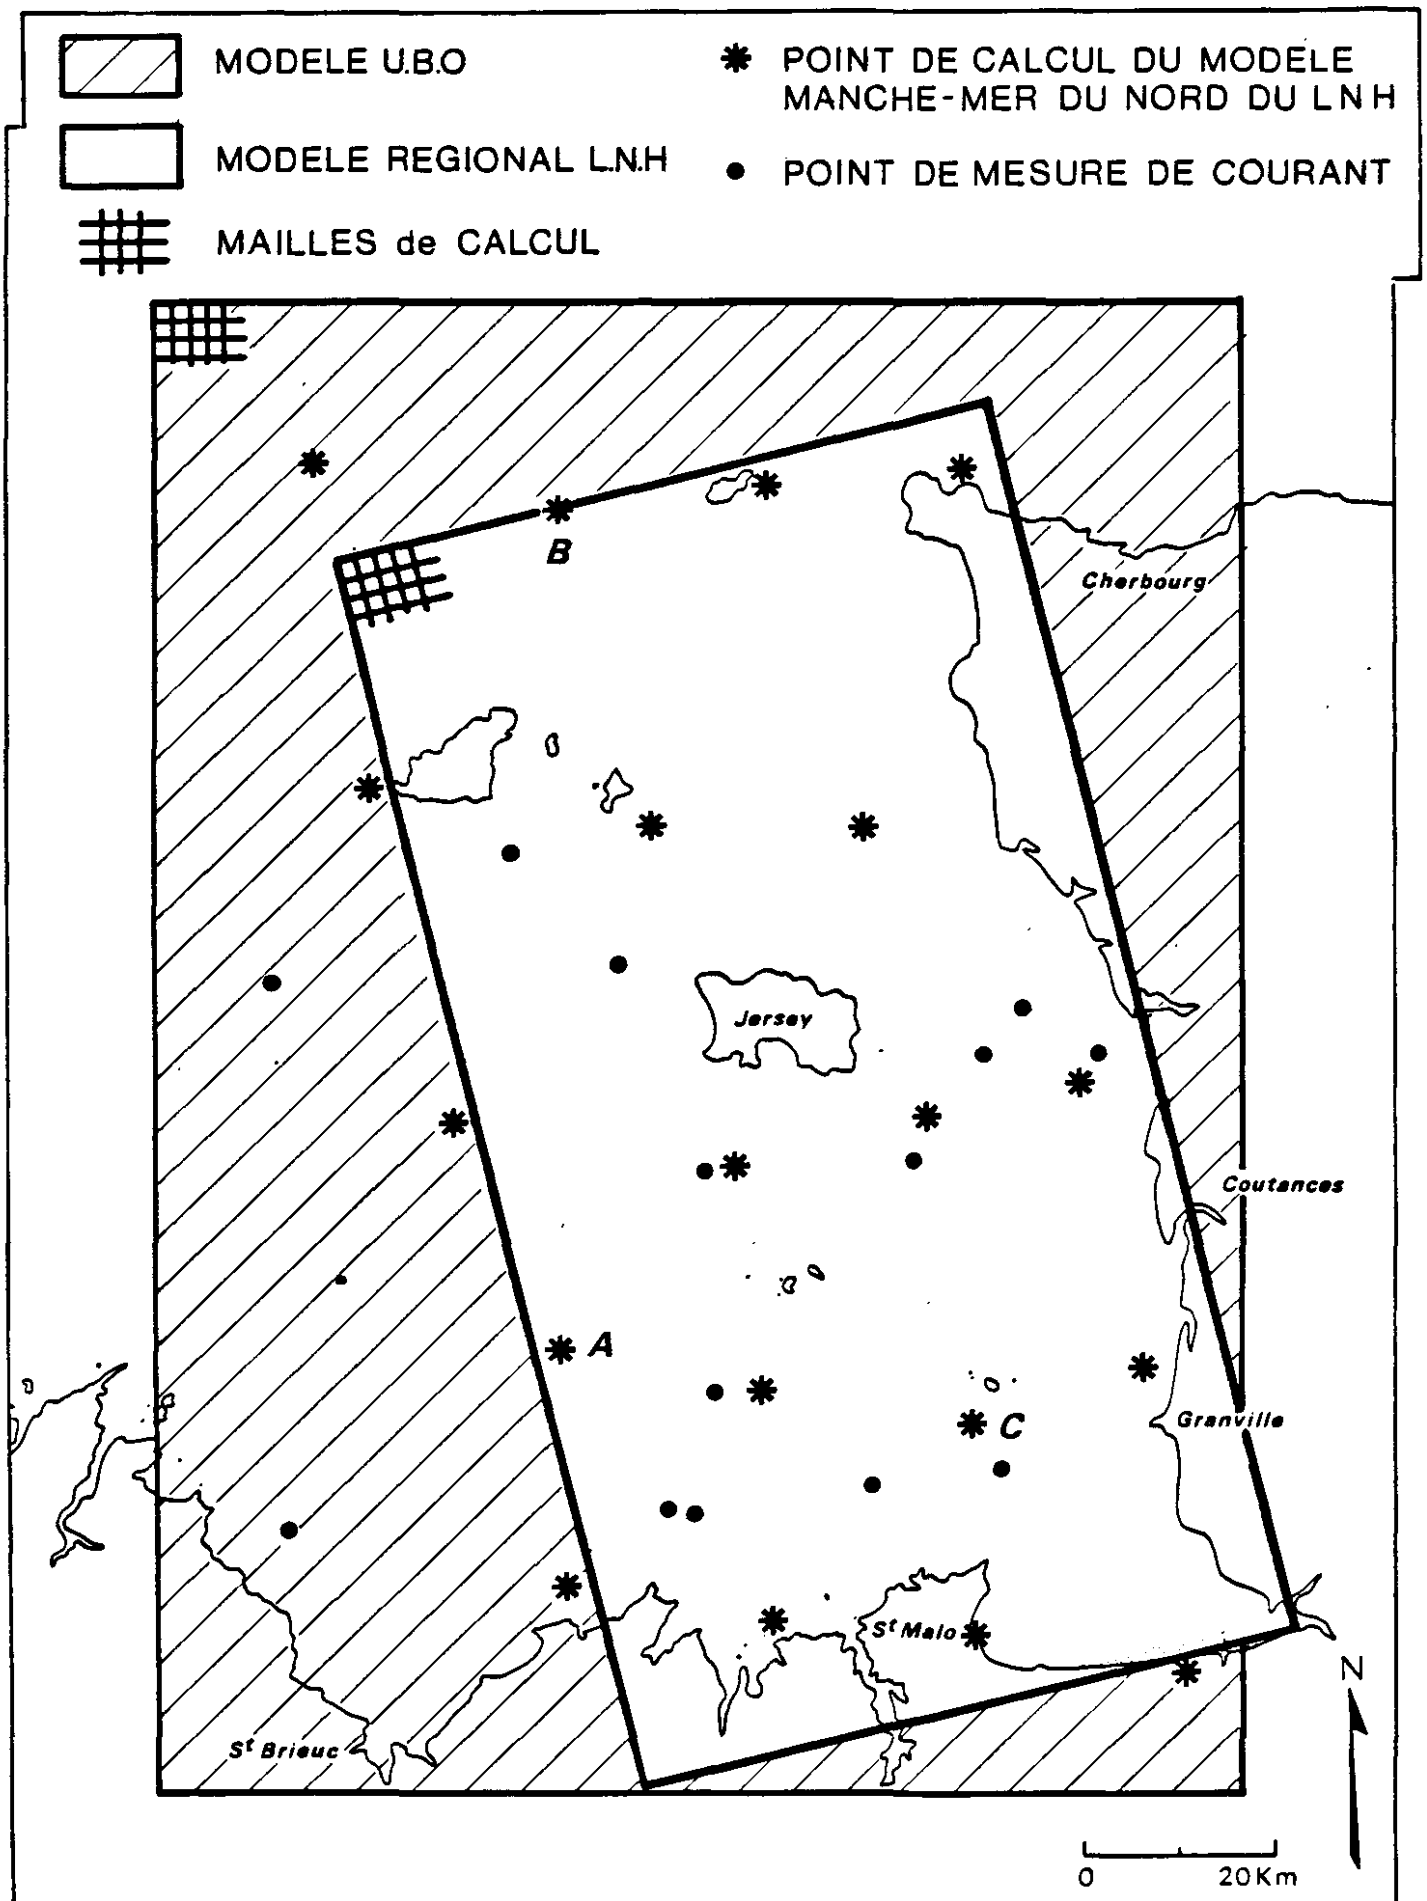 MODELE U.B.O
MODELE REGIONAL L.N.H
MAILLES de CALCUL
POINT DE CALCUL DU MODELE
MANCHE-MER DU NORD DU L N H
POINT DE MESURE DE COURANT
B
Cherbourg
Jersey
Coutances
A
C
Granville
St Malo
St Brieuc
N
0 20Km